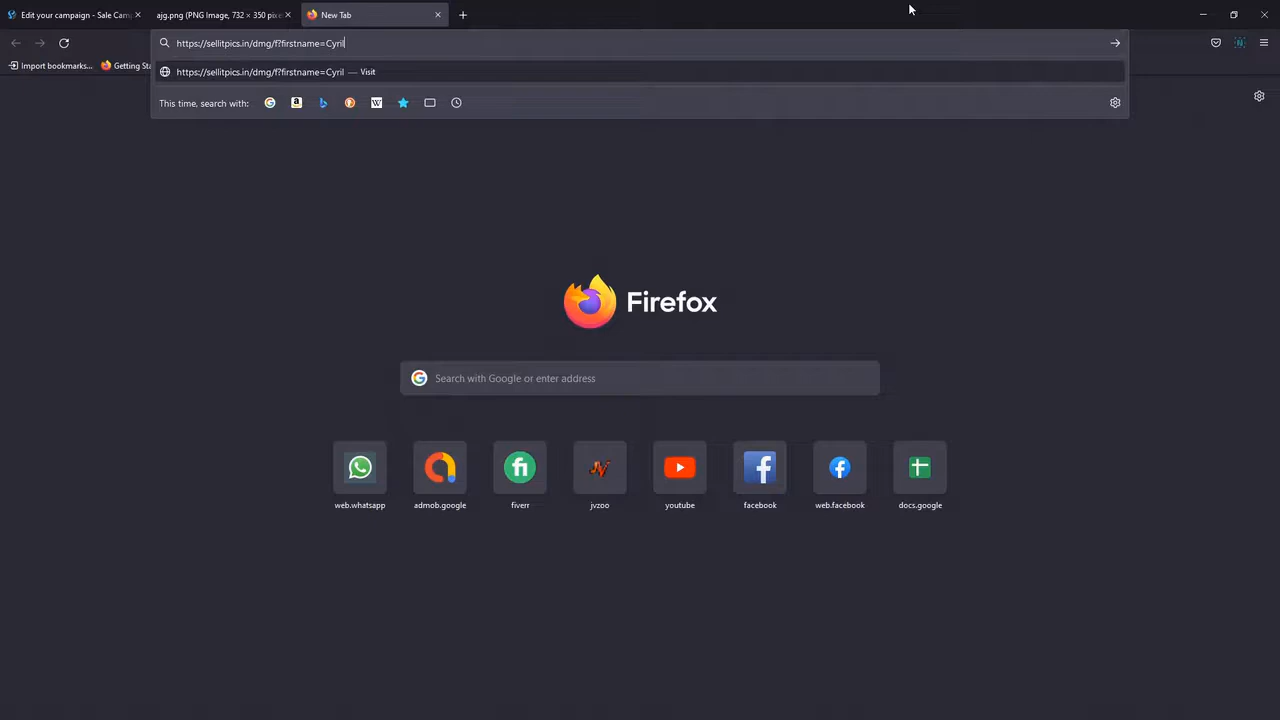 Edit your campaign - Sale Cam
ajg.png (PNG Image, 732 × 350 pixe
New Tab
https://sellitpics.in/dmg/f?firstname=Cyril
Import bookmarks...
Getting Sta
https://sellitpics.in/dmg/f?firstname=Cyril — Visit
This time, search with:
Firefox
Search with Google or enter address
web.whatsapp
admob.google
fiverr
jvzoo
youtube
facebook
web.facebook
docs.google